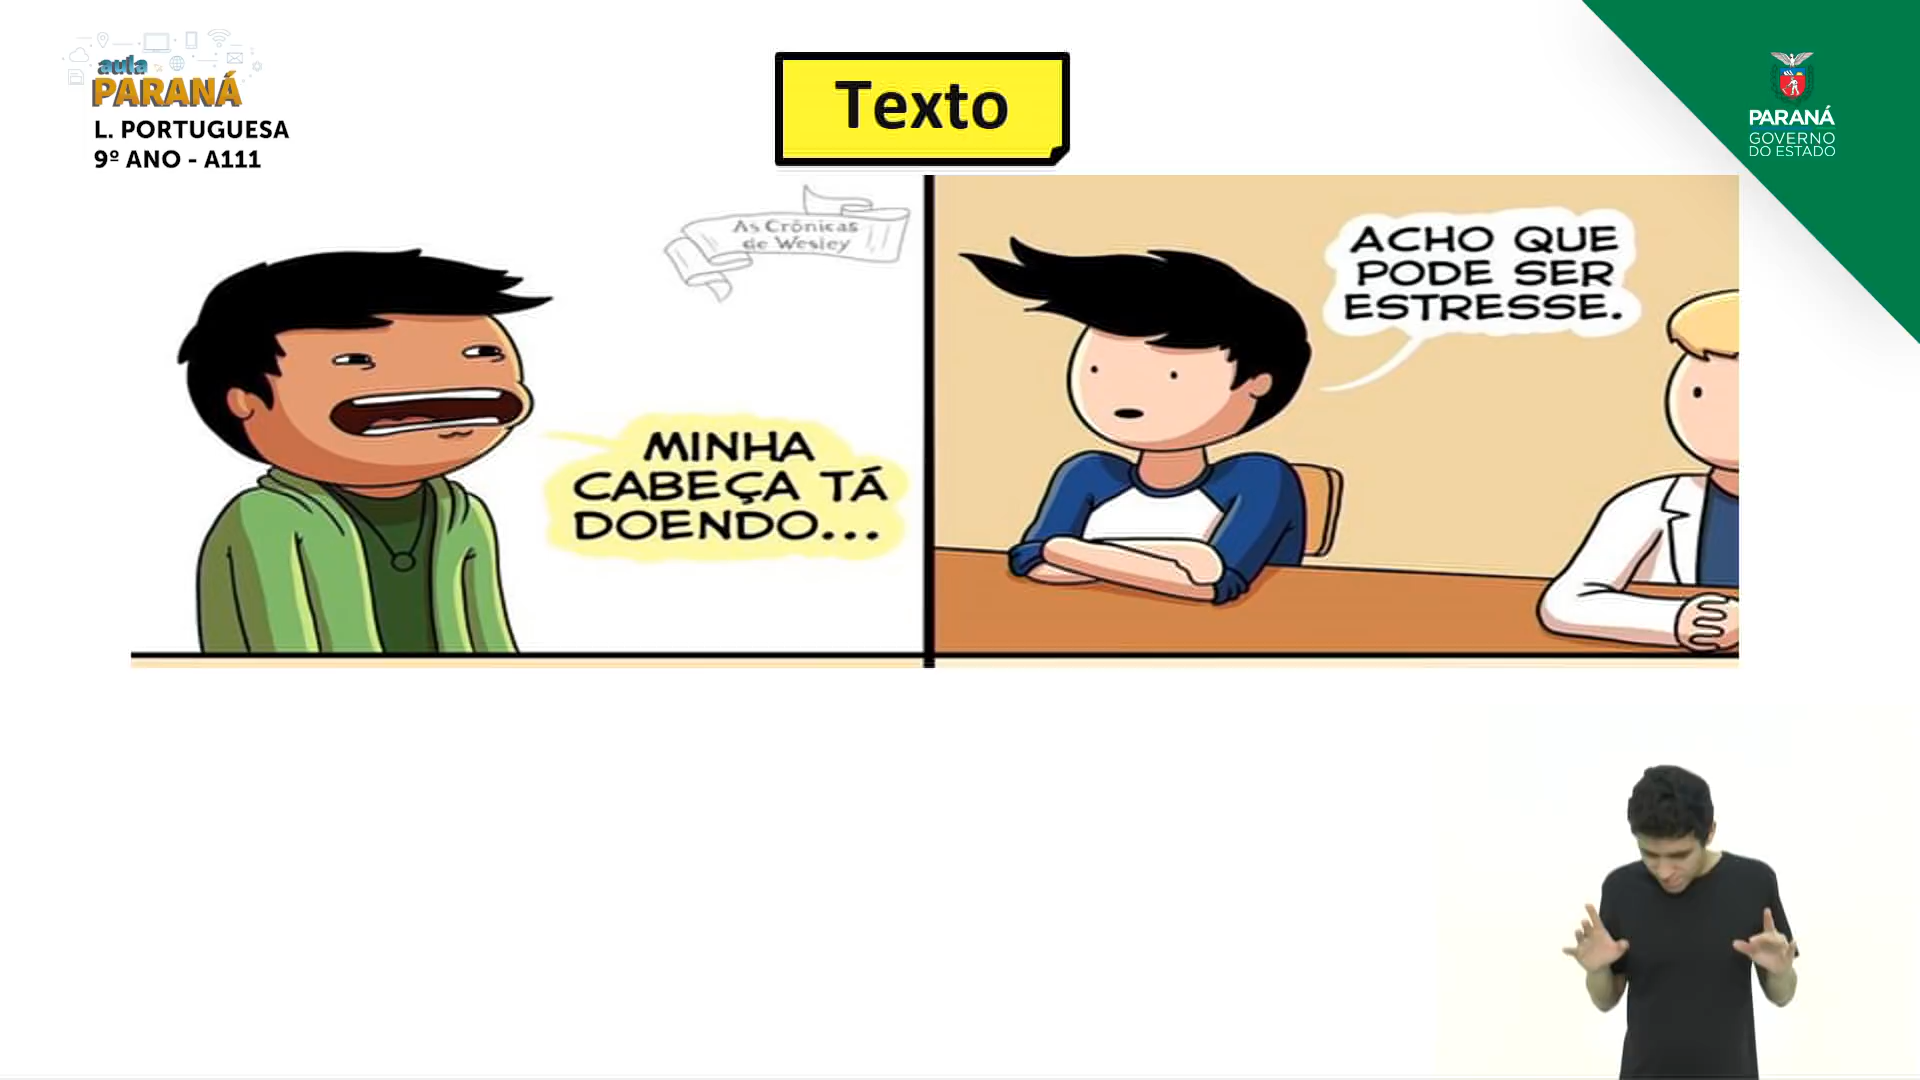 aula
PARANÁ
L. PORTUGUESA
9º ANO - A111
Texto
PARANÁ
GOVERNO
DO ESTADO
As Crônicas
de Wesley
MINHA
CABEÇA TÁ
DOENDO...
ACHO QUE
PODE SER
ESTRESSE.